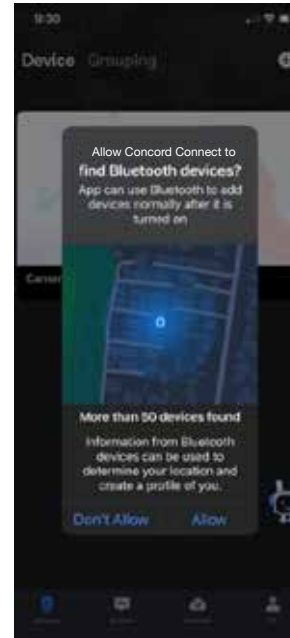 11:30
Device Grouping
Allow Concord Connect to
find Bluetooth devices?
App can use Bluetooth to add
devices normally after it is
turned on
More than 50 devices found
Information from Bluetooth
devices can be used to
determine your location and
create a profile of you.
Don't Allow Allow